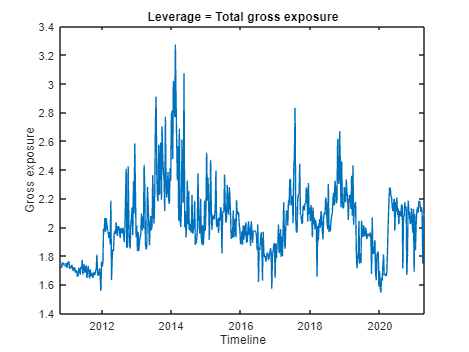 Leverage = Total gross exposure
3.4
3.2
3
2.8
2.6
2.4
2.2
2
1.8
1.6
1.4
Gross exposure
2012 2014 2016 2018 2020
Timeline